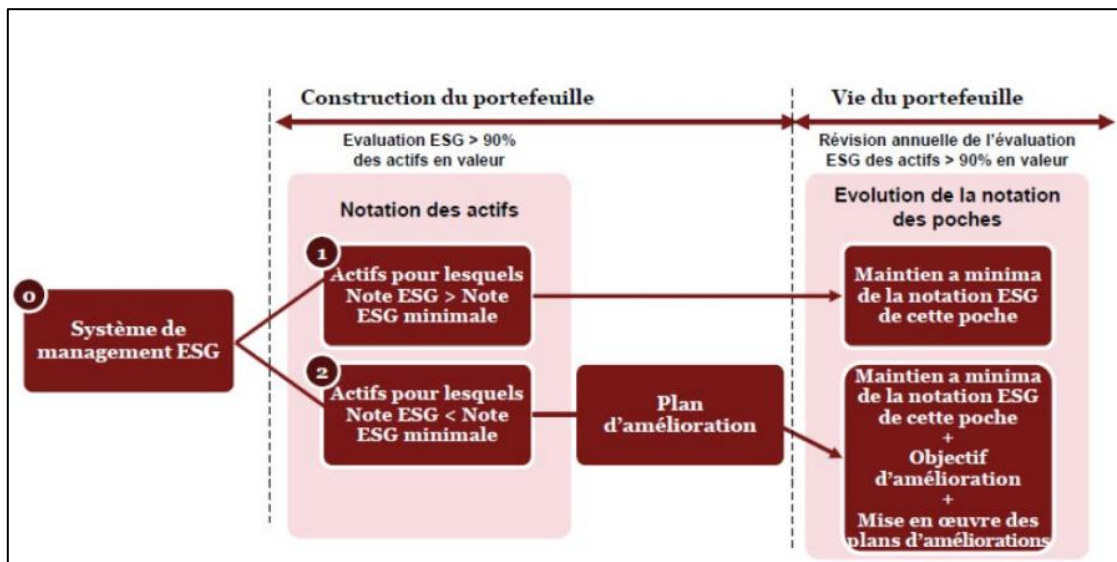 Construction du portefeuille
Vie du portefeuille
Evaluation ESG > 90%
des actifs en valeur
Révision annuelle de l'évaluation
ESG des actifs > 90% en valeur
Notation des actifs
Evolution de la notation
des poches
0
Système de
management ESG
1
Actifs pour lesquels
Note ESG > Note
ESG minimale
Maintien a minima
de la notation ESG
de cette poche
2
Actifs pour lesquels
Note ESG < Note
ESG minimale
Plan
d'amélioration
Maintien a minima
de la notation ESG
de cette poche
+
Objectif
d'amélioration
+
Mise en œuvre des
plans d'améliorations